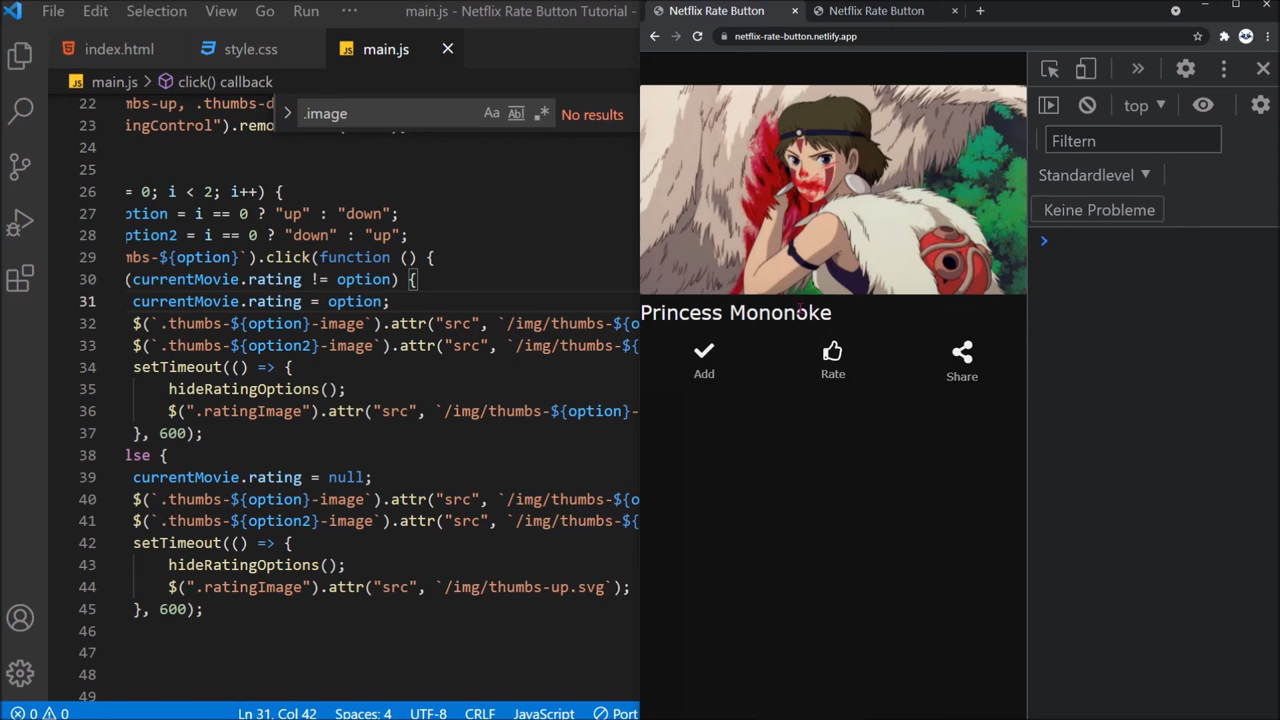 File Edit Selection View Go Run ··· main.js - Netflix Rate Button Tutorial -
index.html style.css JS main.js
JS main.js > click() callback
.image Aa Abl .* No results
22 mbs-up, .thumbs-d
23 ingControl").remo
24
25
26 = 0; i < 2; i++) {
27 option = i == 0 ? "up" : "down";
28 option2 = i == 0 ? "down" : "up";
29 mbs-${option}`).click(function () {
30 (currentMovie.rating != option) {
31 currentMovie.rating = option;
32 $(`.thumbs-${option}-image`).attr("src", `/img/thumbs-${o
33 $(`.thumbs-${option2}-image`).attr("src", `/img/thumbs-${
34 setTimeout(() => {
35 hideRatingOptions();
36 $(".ratingImage").attr("src", `/img/thumbs-${option}-
37 }, 600);
38 lse {
39 currentMovie.rating = null;
40 $(`.thumbs-${option}-image`).attr("src", `/img/thumbs-${o
41 $(`.thumbs-${option2}-image`).attr("src", `/img/thumbs-${
42 setTimeout(() => {
43 hideRatingOptions();
44 $(".ratingImage").attr("src", `/img/thumbs-up.svg`);
45 }, 600);
46
47
48
49
0 0 Ln 31, Col 42 Spaces: 4 UTF-8 CRLF JavaScript Port
Netflix Rate Button Netflix Rate Button
netflix-rate-button.netlify.app
Princess Mononoke
Add Rate Share
top
Filtern
Standardlevel
Keine Probleme